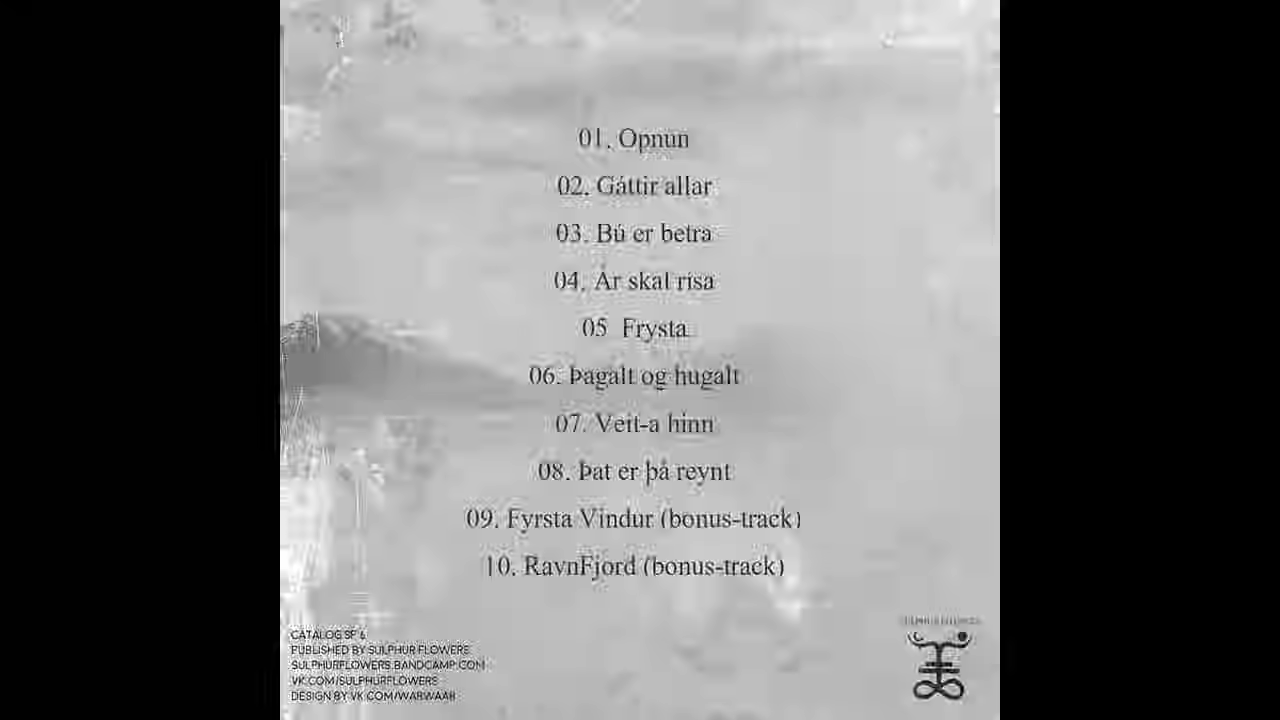 01. Opnun
02. Gáttir allar
03. Bú er betra
04. Ár skal rísa
05 Frysta
06. Þagalt og hugalt
07. Veit-a hinn
08. Þat er þá reynt
09. Fyrsta Vindur (bonus-track)
10. RavnFjord (bonus-track)
CATALOG SF 6
PUBLISHED BY SULPHUR FLOWERS
SULPHURFLOWERS.BANDCAMP.COM
VK.COM/SULPHURFLOWERS
DESIGN BY VK.COM/WARWAAR